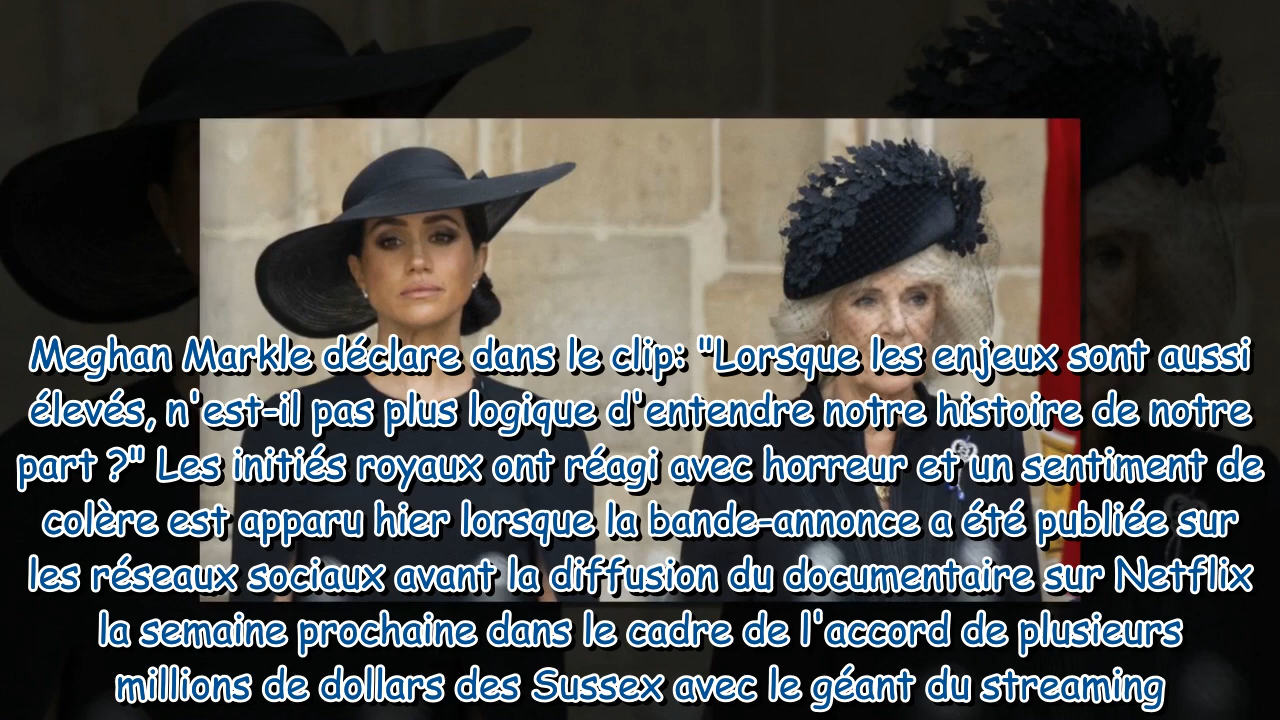 Meghan Markle déclare dans le clip: "Lorsque les enjeux sont aussi
élevés, n'est-il pas plus logique d'entendre notre histoire de notre
part ?" Les initiés royaux ont réagi avec horreur et un sentiment de
colère est apparu hier lorsque la bande-annonce a été publiée sur
les réseaux sociaux avant la diffusion du documentaire sur Netflix
la semaine prochaine dans le cadre de l'accord de plusieurs
millions de dollars des Sussex avec le géant du streaming